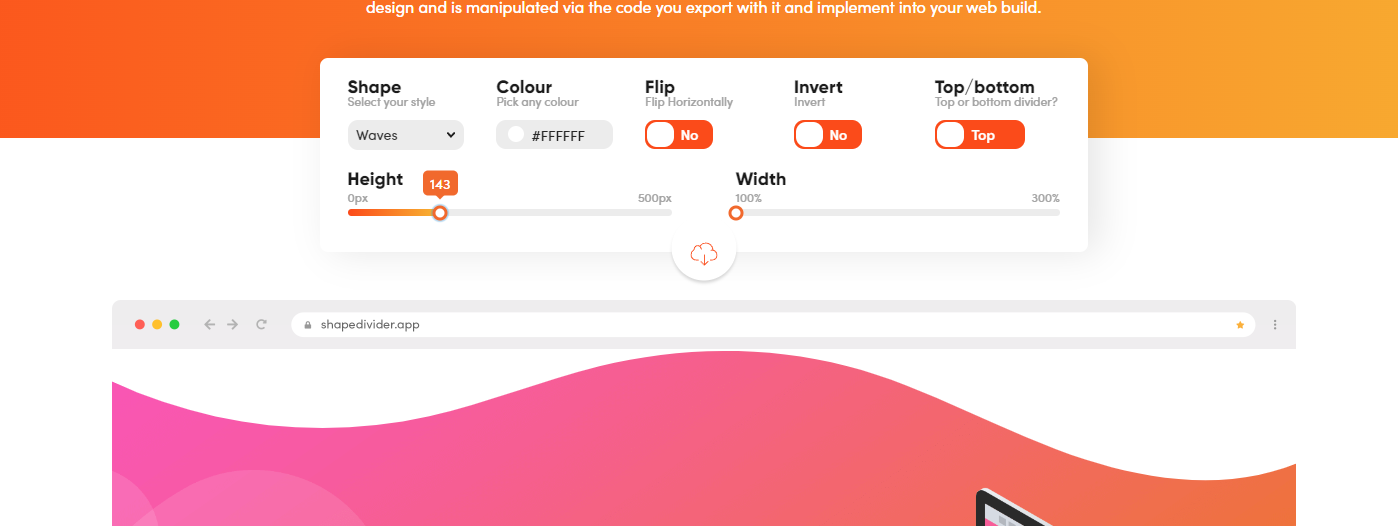 design and is manipulated via the code you export with it and implement into your web build.
Shape Colour Flip Invert Top/bottom
Select your style Pick any colour Flip Horizontally Invert Top or bottom divider?
Waves #FFFFFF No No Top
Height 143 Width
0px 500px 100% 300%
shapedivider.app